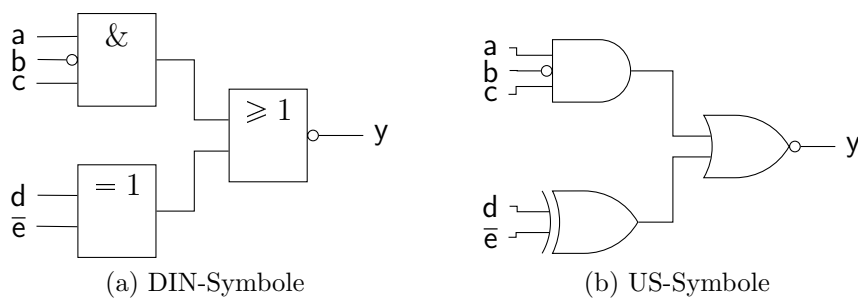 a
b
c
&
d
e̅
= 1
⩾ 1
y
(a) DIN-Symbole
a
b
c
d
e̅
y
(b) US-Symbole